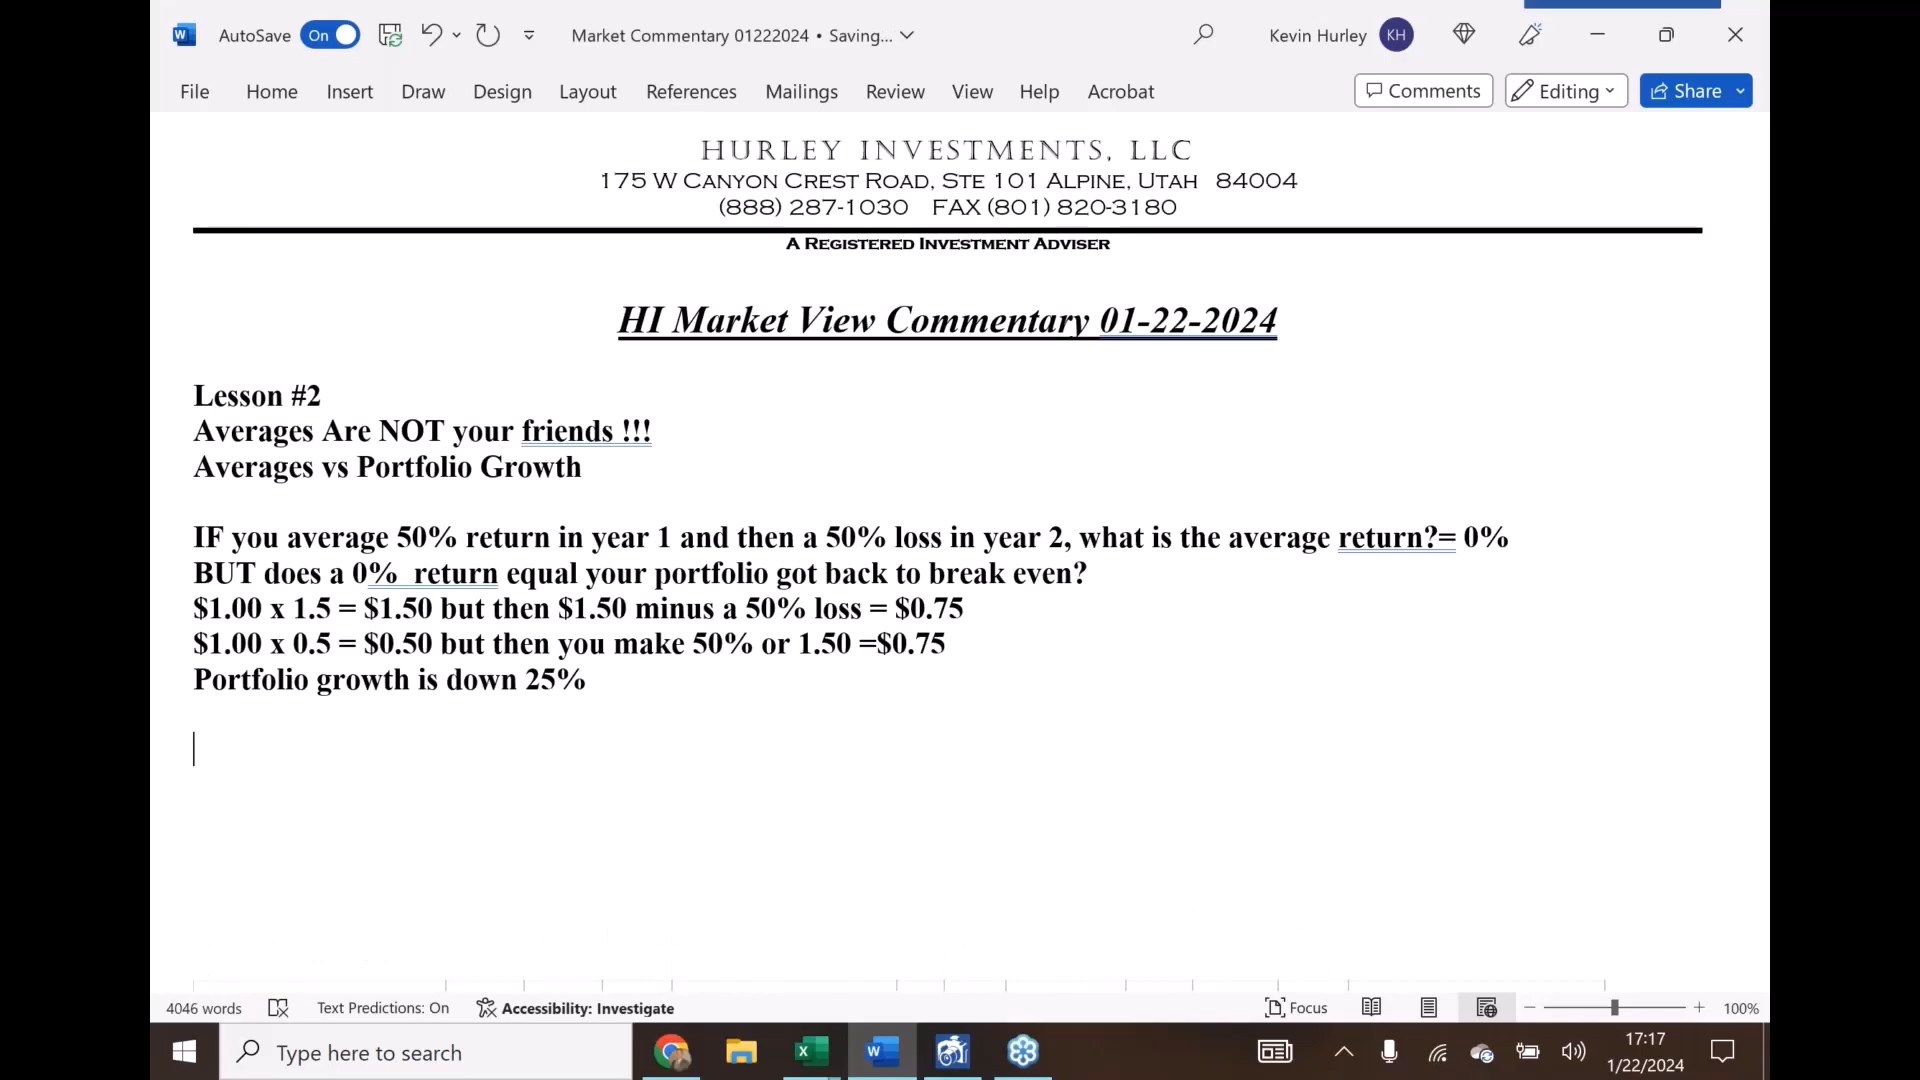 AutoSave On Market Commentary 01222024 • Saving... Kevin Hurley KH
File Home Insert Draw Design Layout References Mailings Review View Help Acrobat Comments Editing Share
HURLEY INVESTMENTS, LLC
175 W CANYON CREST ROAD, STE 101 ALPINE, UTAH 84004
(888) 287-1030 FAX (801) 820-3180
A REGISTERED INVESTMENT ADVISER
HI Market View Commentary 01-22-2024
Lesson #2
Averages Are NOT your friends !!!
Averages vs Portfolio Growth
IF you average 50% return in year 1 and then a 50% loss in year 2, what is the average return?= 0%
BUT does a 0% return equal your portfolio got back to break even?
$1.00 x 1.5 = $1.50 but then $1.50 minus a 50% loss = $0.75
$1.00 x 0.5 = $0.50 but then you make 50% or 1.50 =$0.75
Portfolio growth is down 25%
4046 words Text Predictions: On Accessibility: Investigate Focus 100%
Type here to search 17:17
1/22/2024